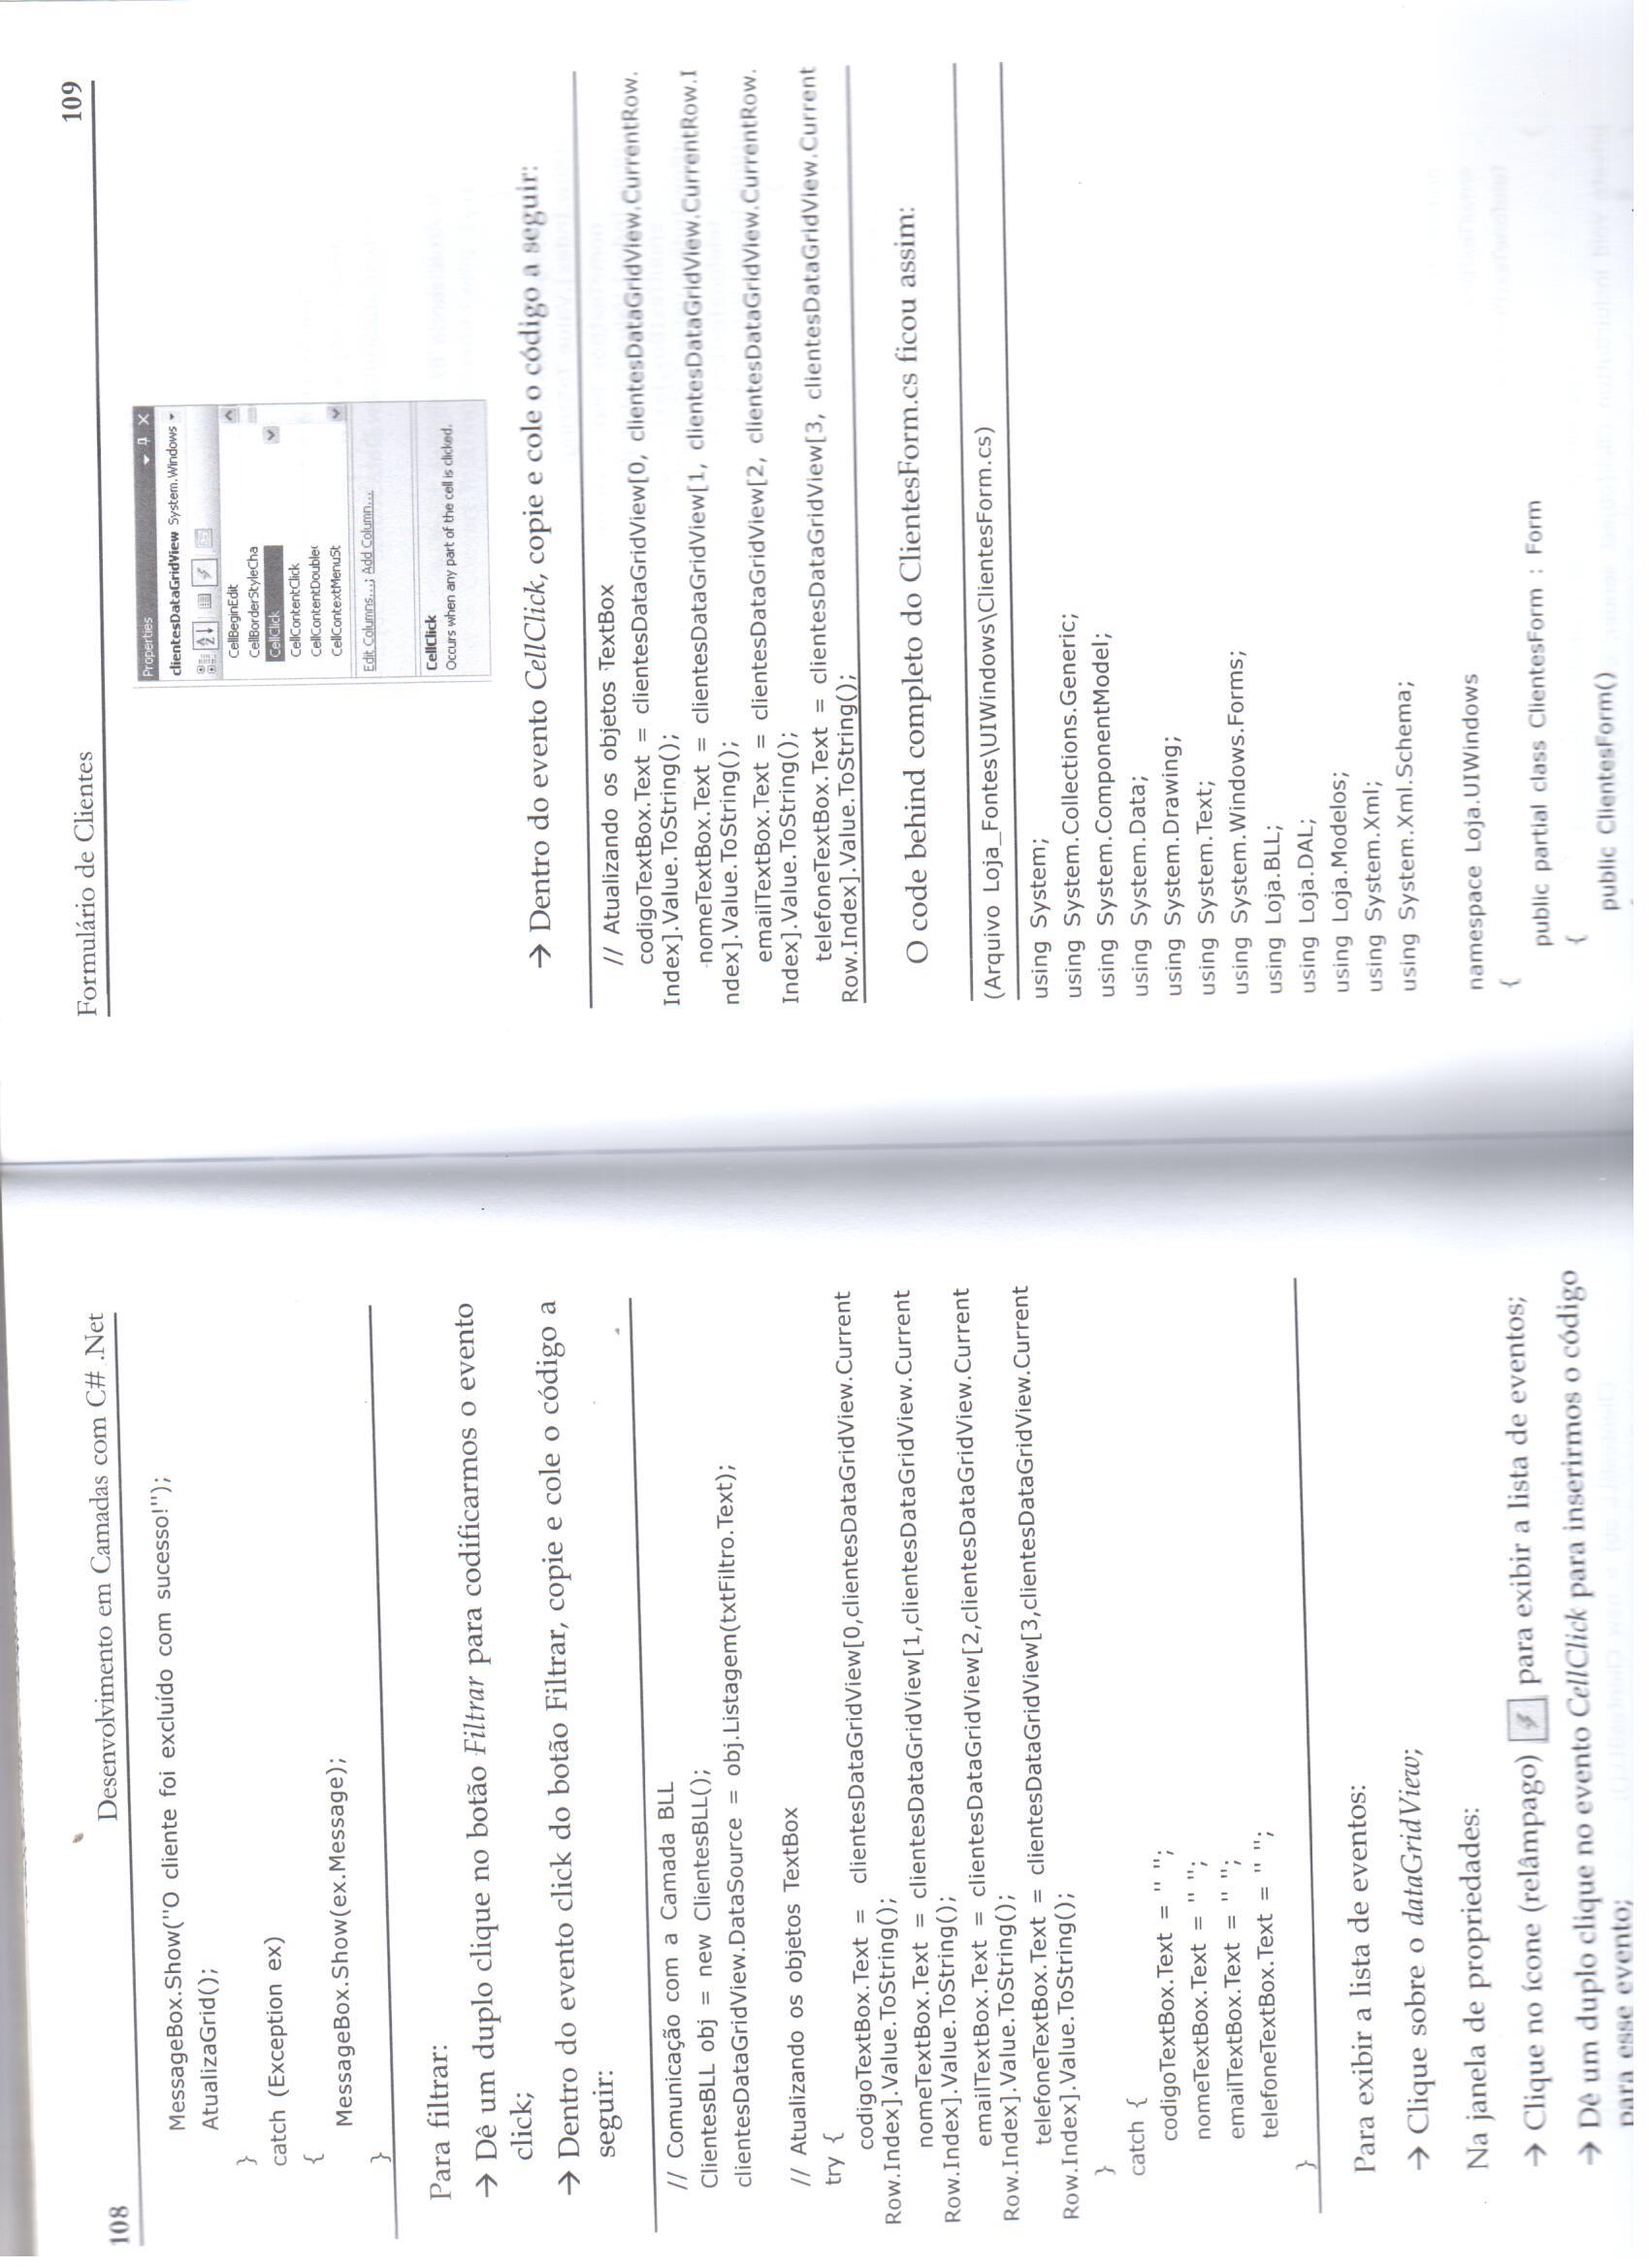 108
Desenvolvimento em Camadas com C# .Net
MessageBox.Show("O cliente foi excluído com sucesso!");
AtualizaGrid();
}
catch (Exception ex)
{
MessageBox.Show(ex.Message);
}
Para filtrar:
→ Dê um duplo clique no botão Filtrar para codificarmos o evento
click;
→ Dentro do evento click do botão Filtrar, copie e cole o código a
seguir:
// Comunicação com a Camada BLL
ClientesBLL obj = new ClientesBLL();
clientesDataGridView.DataSource = obj.Listagem(txtFiltro.Text);
// Atualizando os objetos TextBox
try {
codigoTextBox.Text = clientesDataGridView[0,clientesDataGridView.Current
Row.Index].Value.ToString();
nomeTextBox.Text = clientesDataGridView[1,clientesDataGridView.Current
Row.Index].Value.ToString();
emailTextBox.Text = clientesDataGridView[2,clientesDataGridView.Current
Row.Index].Value.ToString();
telefoneTextBox.Text = clientesDataGridView[3,clientesDataGridView.Current
Row.Index].Value.ToString();
}
catch {
codigoTextBox.Text = " ";
nomeTextBox.Text = " ";
emailTextBox.Text = " ";
telefoneTextBox.Text = " ";
}
Para exibir a lista de eventos:
→ Clique sobre o dataGridView;
Na janela de propriedades:
→ Clique no ícone (relâmpago) para exibir a lista de eventos;
→ Dê um duplo clique no evento CellClick para inserirmos o código
para esse evento;
Formulário de Clientes
109
Properties
clientesDataGridView System.Windows
CellBeginEdit
CellBorderStyleCha
CellClick
CellContentClick
CellContentDouble
CellContextMenuSt
Edit Columns...; Add Column...
CellClick
Occurs when any part of the cell is clicked.
→ Dentro do evento CellClick, copie e cole o código a seguir:
// Atualizando os objetos TextBox
codigoTextBox.Text = clientesDataGridView[0, clientesDataGridView.CurrentRow.
Index].Value.ToString();
nomeTextBox.Text = clientesDataGridView[1, clientesDataGridView.CurrentRow.I
ndex].Value.ToString();
emailTextBox.Text = clientesDataGridView[2, clientesDataGridView.CurrentRow.
Index].Value.ToString();
telefoneTextBox.Text = clientesDataGridView[3, clientesDataGridView.Current
Row.Index].Value.ToString();
O code behind completo do ClientesForm.cs ficou assim:
(Arquivo Loja_Fontes\UIWindows\ClientesForm.cs)
using System;
using System.Collections.Generic;
using System.ComponentModel;
using System.Data;
using System.Drawing;
using System.Text;
using System.Windows.Forms;
using Loja.BLL;
using Loja.DAL;
using Loja.Modelos;
using System.Xml;
using System.Xml.Schema;
namespace Loja.UIWindows
{
public partial class ClientesForm : Form
{
public ClientesForm()